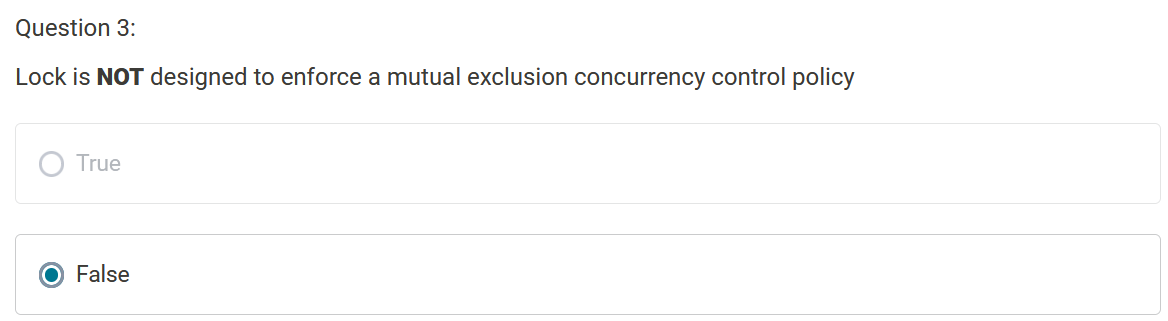 Question 3:
Lock is NOT designed to enforce a mutual exclusion concurrency control policy
True
False